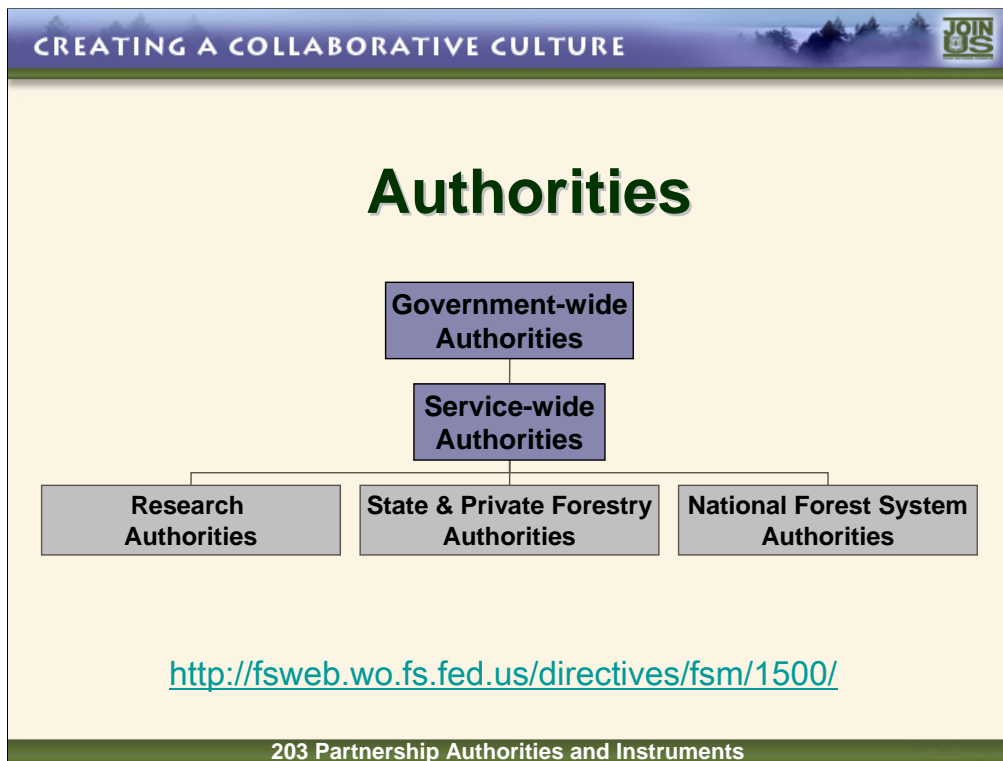 CREATING A COLLABORATIVE CULTURE
JOIN
US
Authorities
Government-wide
Authorities
Service-wide
Authorities
Research
Authorities
State & Private Forestry
Authorities
National Forest System
Authorities
http://fsweb.wo.fs.fed.us/directives/fsm/1500/
203 Partnership Authorities and Instruments